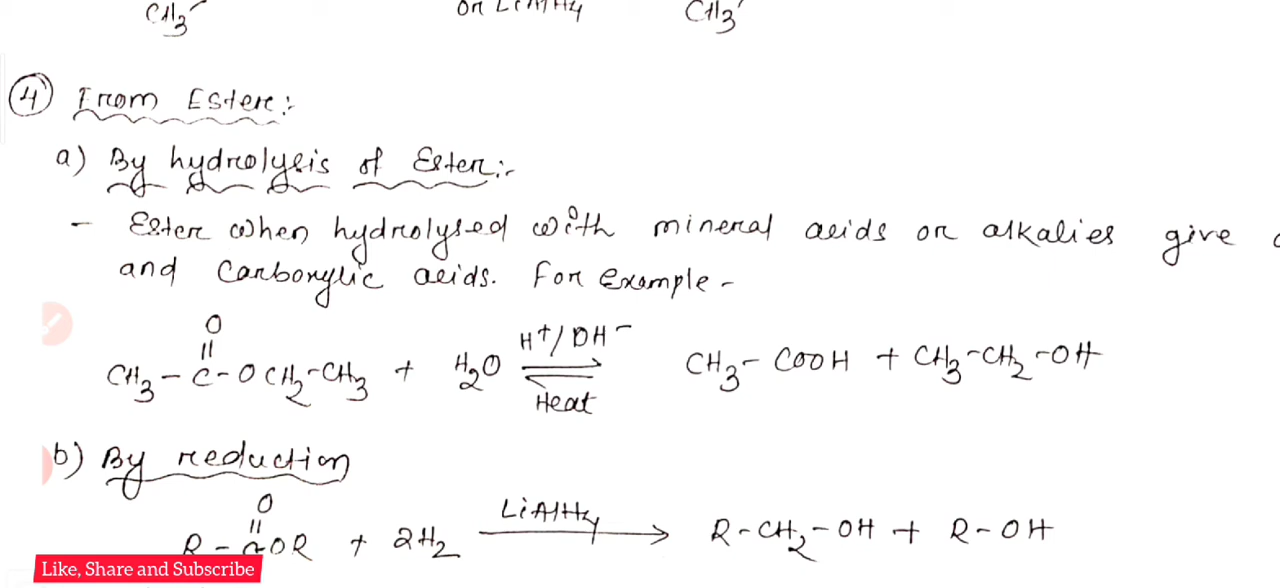 CH3 or LiAlH4 CH3
4 From Ester:
a) By hydrolysis of Ester:-
- Ester when hydrolysed with mineral acids or alkalies give
and Carboxylic acids. For Example -
O
|| H+/OH-
CH3 - C - O CH2 - CH3 + H2O ⇌ CH3 - COOH + CH3 - CH2 - OH
Heat
b) By reduction
O
|| LiAlH4
R - C OR + 2H2 → R - CH2 - OH + R - OH
Like, Share and Subscribe